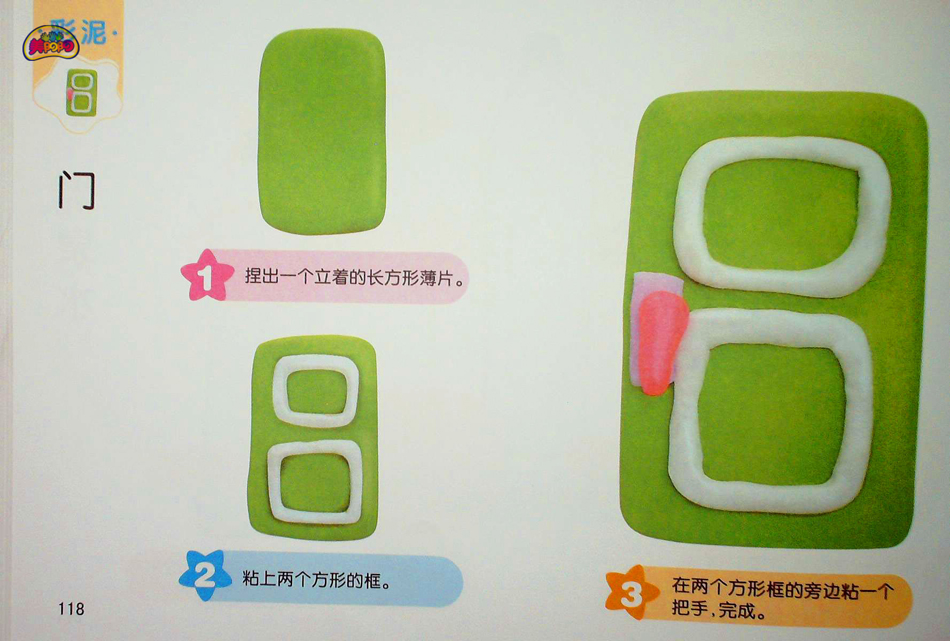 彩泥·
门
1
捏出一个立着的长方形薄片。
2
粘上两个方形的框。
3
在两个方形框的旁边粘一个
把手,完成。
118